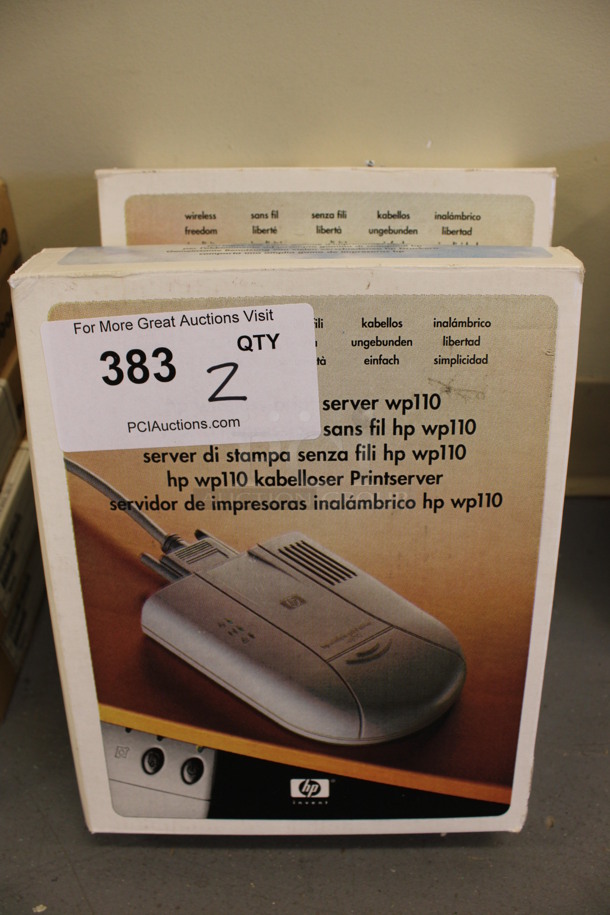 wireless sans fil senza fili kabellos inalámbrico
freedom liberté libertà ungebunden libertad
For More Great Auctions Visit
383 QTY 2
PCIAuctions.com
kabellos inalámbrico
ungebunden libertad
einfach simplicidad
server wp110
sans fil hp wp110
server di stampa senza fili hp wp110
hp wp110 kabelloser Printserver
servidor de impresoras inalámbrico hp wp110
hp
hp
invent